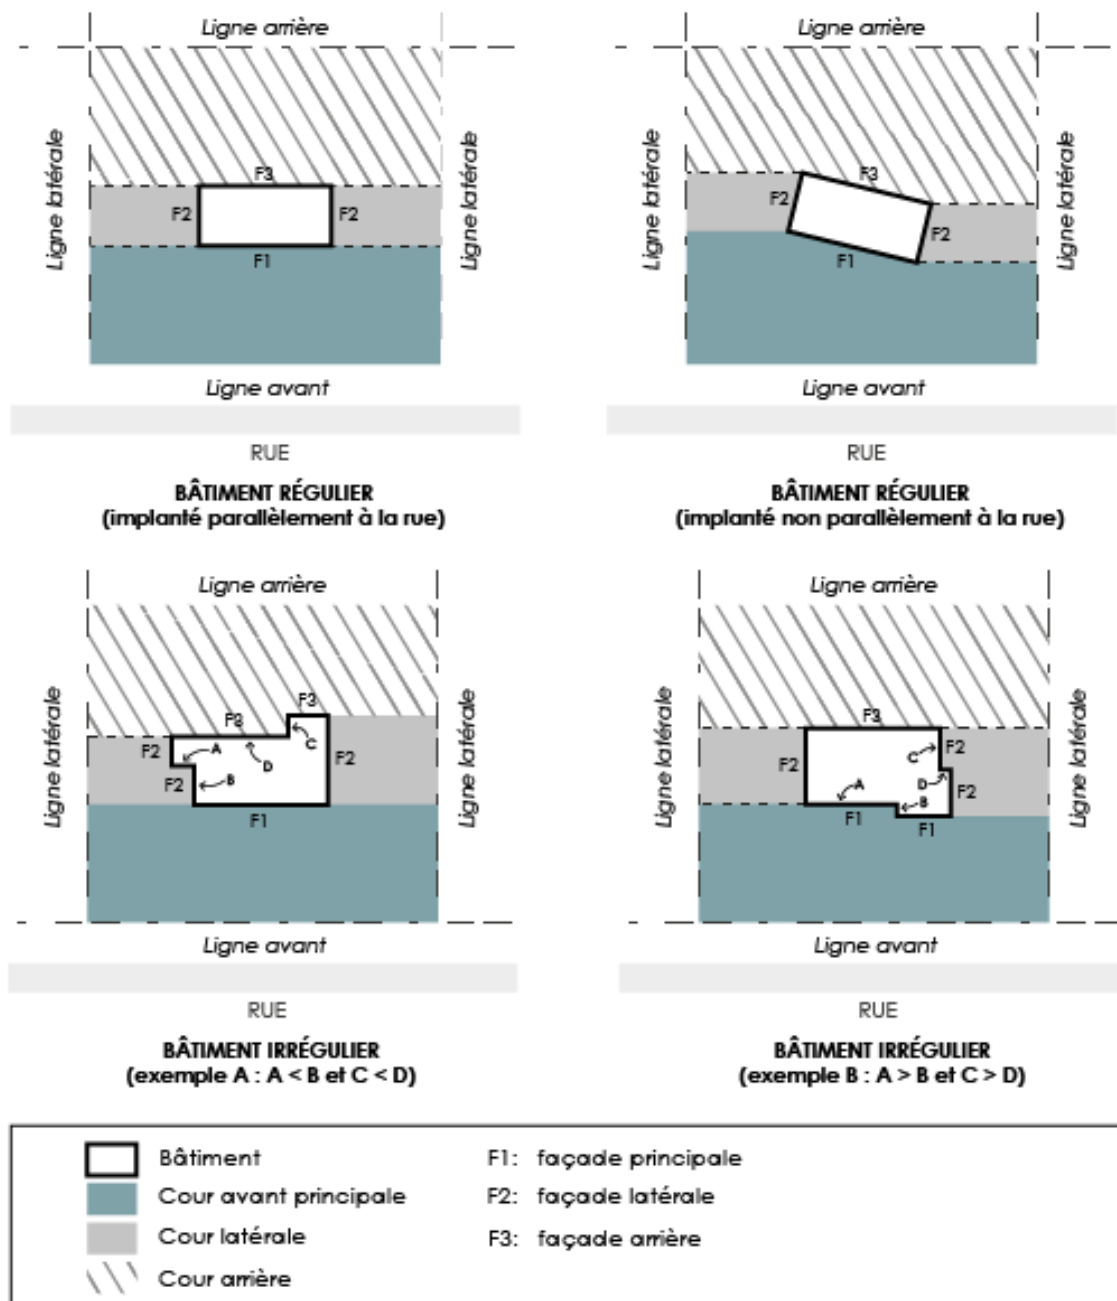 Ligne arrière
Ligne latérale
F3
F2
F2
F1
Ligne latérale
Ligne avant
RUE
BÂTIMENT RÉGULIER
(implanté parallèlement à la rue)
Ligne arrière
Ligne latérale
F3
F2
F2
F1
Ligne latérale
Ligne avant
RUE
BÂTIMENT RÉGULIER
(implanté non parallèlement à la rue)
Ligne arrière
Ligne latérale
F3
F3
F2
A
D
C
F2
F2
B
F1
Ligne latérale
Ligne avant
RUE
BÂTIMENT IRRÉGULIER
(exemple A : A < B et C < D)
Ligne arrière
Ligne latérale
F3
F2
C
F2
A
D
F2
B
F1
F1
Ligne latérale
Ligne avant
RUE
BÂTIMENT IRRÉGULIER
(exemple B : A > B et C > D)
Bâtiment
Cour avant principale
Cour latérale
Cour arrière
F1: façade principale
F2: façade latérale
F3: façade arrière